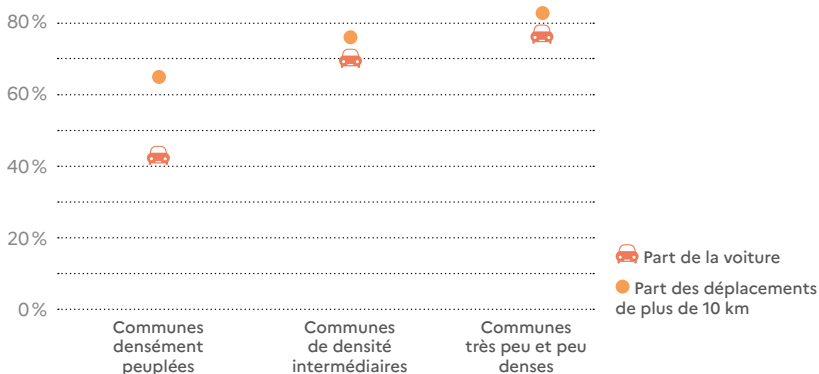 80 %
60 %
40 %
20 %
0 %
Communes
densément
peuplées
Communes
de densité
intermédiaires
Communes
très peu et peu
denses
Part de la voiture
Part des déplacements
de plus de 10 km